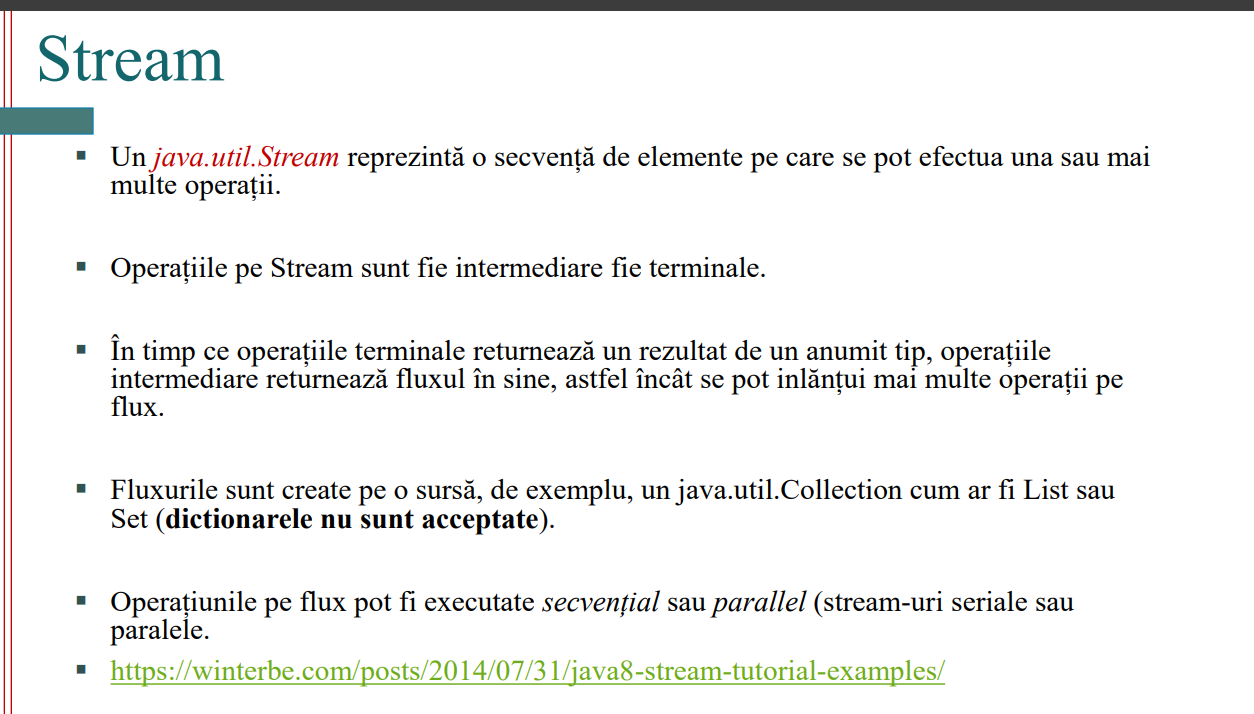 Stream
▪ Un java.util.Stream reprezintă o secvență de elemente pe care se pot efectua una sau mai
multe operații.
▪ Operațiile pe Stream sunt fie intermediare fie terminale.
▪ În timp ce operațiile terminale returnează un rezultat de un anumit tip, operațiile
intermediare returnează fluxul în sine, astfel încât se pot inlănțui mai multe operații pe
flux.
▪ Fluxurile sunt create pe o sursă, de exemplu, un java.util.Collection cum ar fi List sau
Set (dictionarele nu sunt acceptate).
▪ Operațiunile pe flux pot fi executate secvențial sau parallel (stream-uri seriale sau
paralele.
▪ https://winterbe.com/posts/2014/07/31/java8-stream-tutorial-examples/